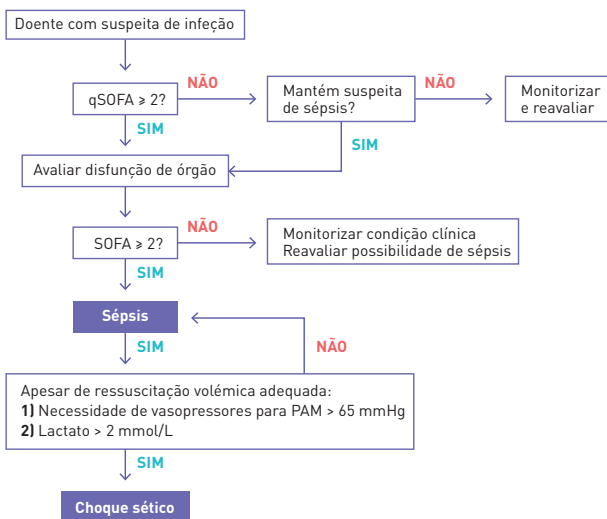 Doente com suspeita de infeção
qSOFA ≥ 2?
NÃO
Mantém suspeita
de sépsis?
NÃO
Monitorizar
e reavaliar
SIM
SIM
Avaliar disfunção de órgão
SOFA ≥ 2?
NÃO
Monitorizar condição clínica
Reavaliar possibilidade de sépsis
SIM
Sépsis
SIM
NÃO
Apesar de ressuscitação volémica adequada:
1) Necessidade de vasopressores para PAM > 65 mmHg
2) Lactato > 2 mmol/L
SIM
Choque sético